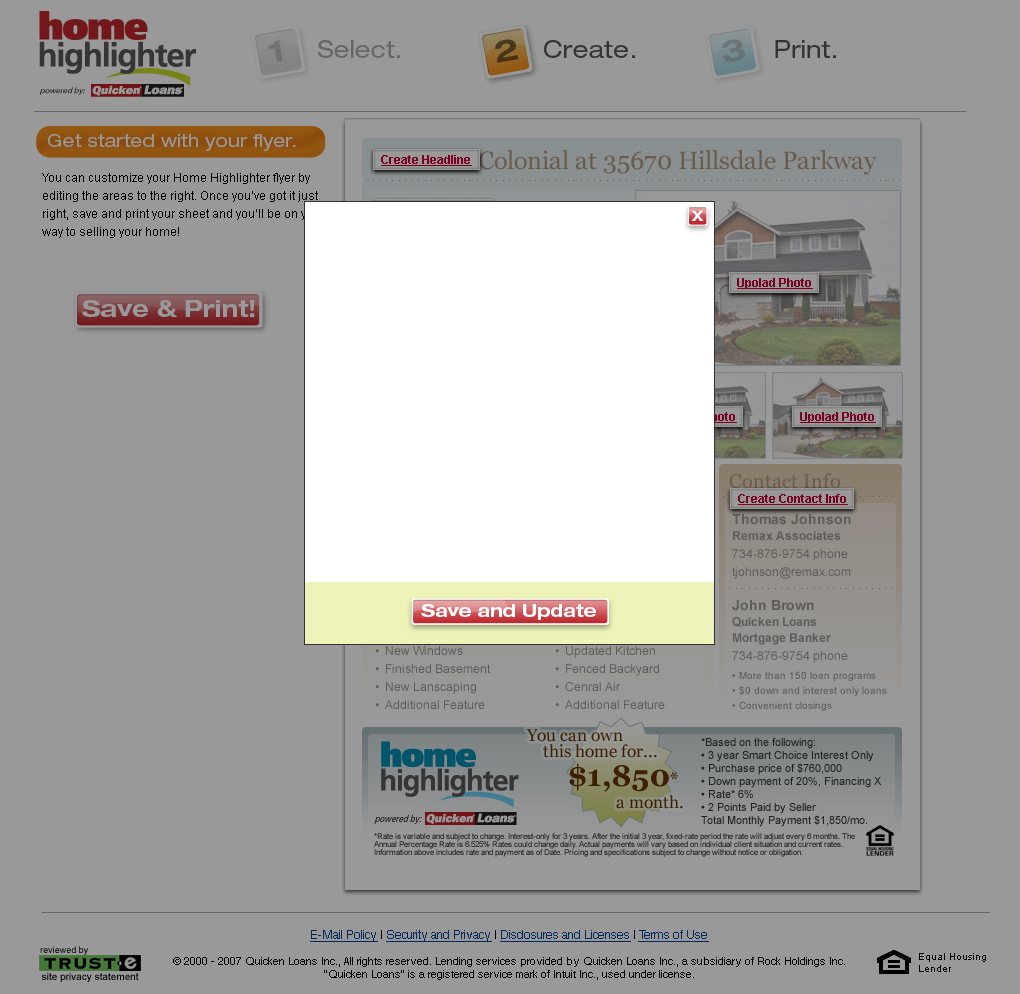 home
highlighter
powered by: Quicken Loans
1 Select.
2 Create.
3 Print.
Get started with your flyer.
You can customize your Home Highlighter flyer by
editing the areas to the right. Once you've got it just
right, save and print your sheet and you'll be on
way to selling your home!
Save & Print!
Create Headline
Colonial at 35670 Hillsdale Parkway
X
Upolad Photo
Upolad Photo
Contact Info
Create Contact Info
Thomas Johnson
Remax Associates
734-876-9754 phone
tjohnson@remax.com
John Brown
Quicken Loans
Mortgage Banker
734-876-9754 phone
• More than 150 loan programs
• $0 down and interest only loans
• Convenient closings
Save and Update
• New Windows
• Finished Basement
• New Lanscaping
• Additional Feature
• Updated Kitchen
• Fenced Backyard
• Cenral Air
• Additional Feature
home
highlighter
powered by: Quicken Loans
You can own
this home for...
$1,850*
a month.
*Based on the following:
• 3 year Smart Choice Interest Only
• Purchase price of $760,000
• Down payment of 20%, Financing X
• Rate* 6%
• 2 Points Paid by Seller
Total Monthly Payment $1,850/mo.
*Rate is variable and subject to change. Interest-only for 3 years. After the initial 3 year, fixed-rate period the rate will adjust every 6 months. The
Annual Percentage Rate is 6.525% Rates could change daily. Actual payments will vary based on individual client situation and current rates.
Information above includes rate and payment as of Date. Pricing and specifications subject to change without notice or obligation.
EQUAL HOUSING
LENDER
E-Mail Policy | Security and Privacy | Disclosures and Licenses | Terms of Use
reviewed by
TRUST-e
site privacy statement
© 2000 - 2007 Quicken Loans Inc., All rights reserved. Lending services provided by Quicken Loans Inc., a subsidiary of Rock Holdings Inc.
"Quicken Loans" is a registered service mark of Intuit Inc., used under license.
Equal Housing
Lender